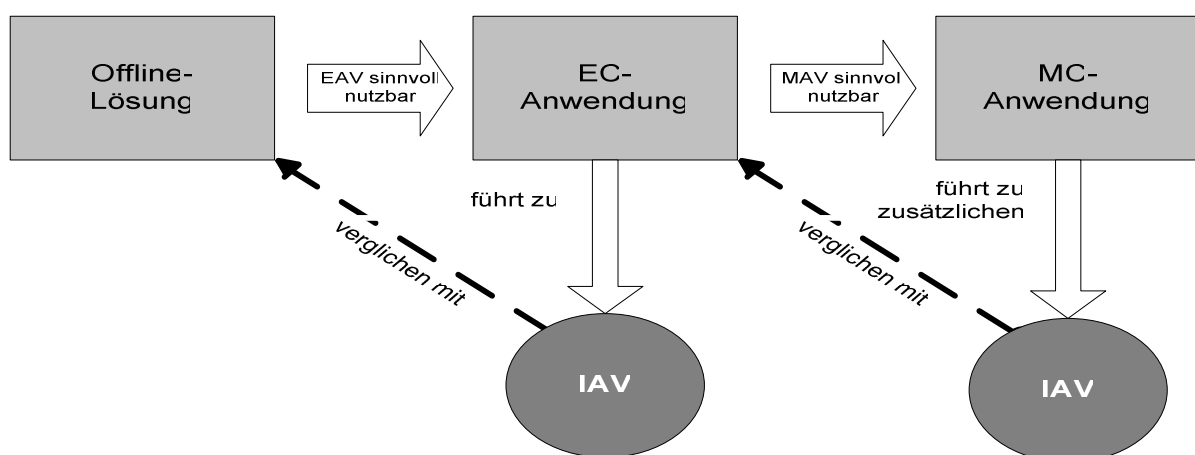 Offline-
Lösung
EAV sinnvoll
nutzbar
EC-
Anwendung
MAV sinnvol
nutzbar
MC-
Anwendung
führt zu
führt zu
zusätzlichen
verglichen mit
verglichen mit
IAV
IAV